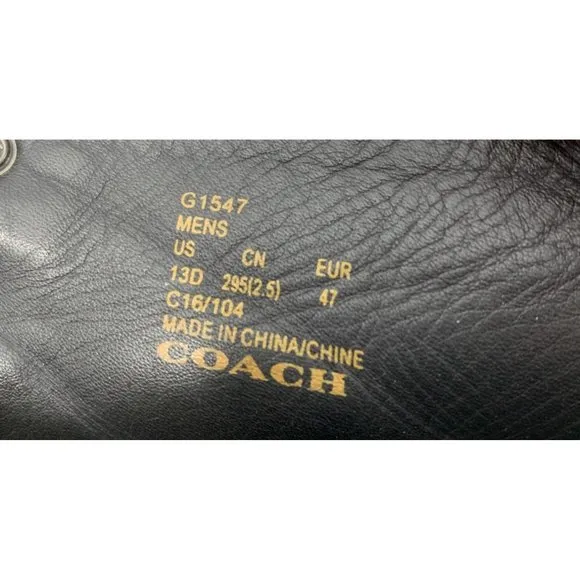 G1547
MENS
US CN EUR
13D 295(2.5) 47
C16/104
MADE IN CHINA/CHINE
COACH